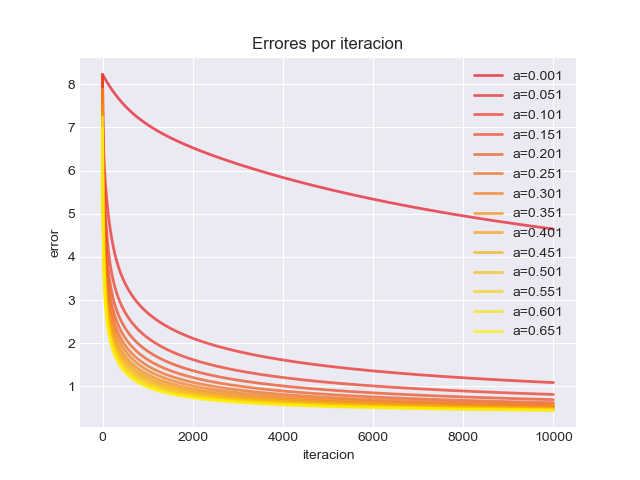 Errores por iteracion
8
7
6
5
4
3
2
1
error
0
2000
4000
6000
8000
10000
iteracion
a=0.001
a=0.051
a=0.101
a=0.151
a=0.201
a=0.251
a=0.301
a=0.351
a=0.401
a=0.451
a=0.501
a=0.551
a=0.601
a=0.651